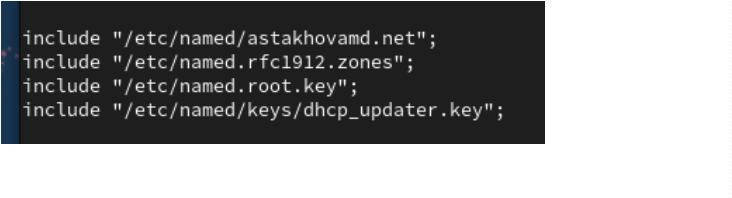 include "/etc/named/astakhovamd.net";
include "/etc/named.rfc1912.zones";
include "/etc/named.root.key";
include "/etc/named/keys/dhcp_updater.key";